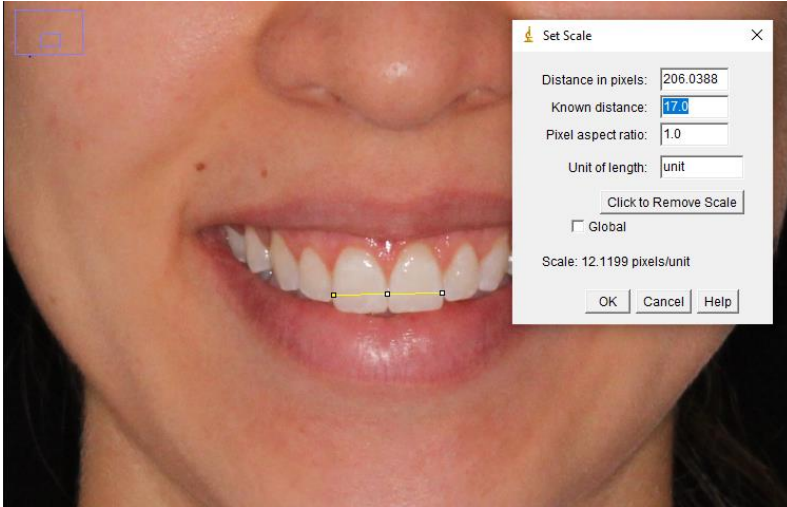 Set Scale
Distance in pixels: 206.0388
Known distance: 17.0
Pixel aspect ratio: 1.0
Unit of length: unit
Click to Remove Scale
Global
Scale: 12.1199 pixels/unit
OK Cancel Help